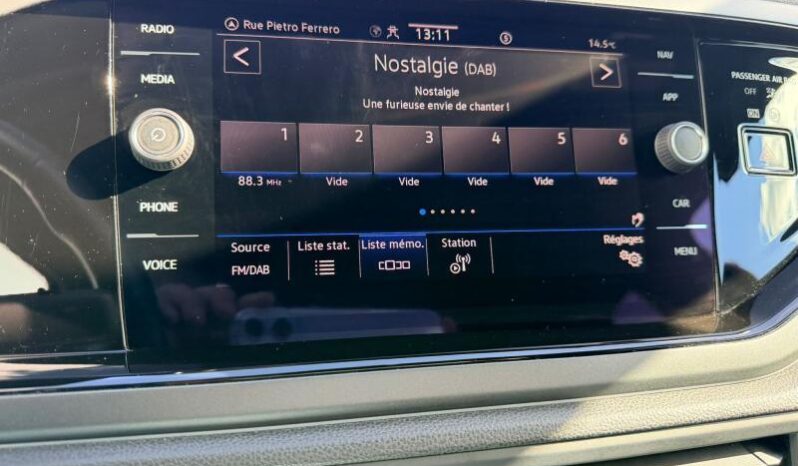 RADIO
MEDIA
PHONE
VOICE
Rue Pietro Ferrero
13:11
14.5°C
Nostalgie (DAB)
Nostalgie
Une furieuse envie de chanter !
1 2 3 4 5 6
88.3 MHz Vide Vide Vide Vide Vide
Source Liste stat. Liste mémo. Station Réglages
FM/DAB
NAV
APP
CAR
MENU
PASSENGER AIR
OFF